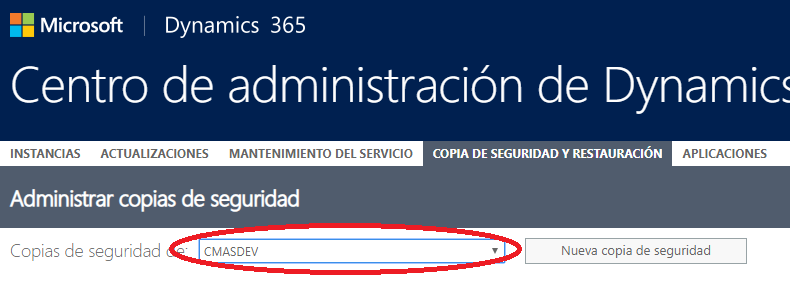 Microsoft Dynamics 365
Centro de administración de Dynamics
INSTANCIAS ACTUALIZACIONES MANTENIMIENTO DEL SERVICIO COPIA DE SEGURIDAD Y RESTAURACIÓN APLICACIONES
Administrar copias de seguridad
Copias de seguridad de: CMASDEV Nueva copia de seguridad